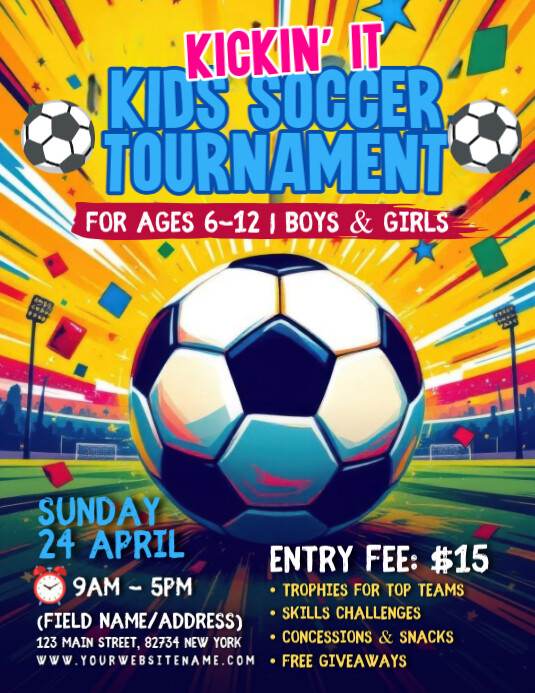 KICKIN' IT
KIDS SOCCER
TOURNAMENT
FOR AGES 6-12 | BOYS & GIRLS
SUNDAY
24 APRIL
9AM - 5PM
(FIELD NAME/ADDRESS)
123 MAIN STREET, 82734 NEW YORK
WWW.YOURWEBSITENAME.COM
ENTRY FEE: $15
• TROPHIES FOR TOP TEAMS
• SKILLS CHALLENGES
• CONCESSIONS & SNACKS
• FREE GIVEAWAYS